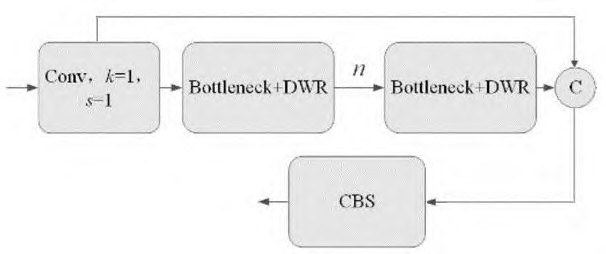 Conv, k=1,
s=1
Bottleneck+DWR
n
Bottleneck+DWR
C
CBS